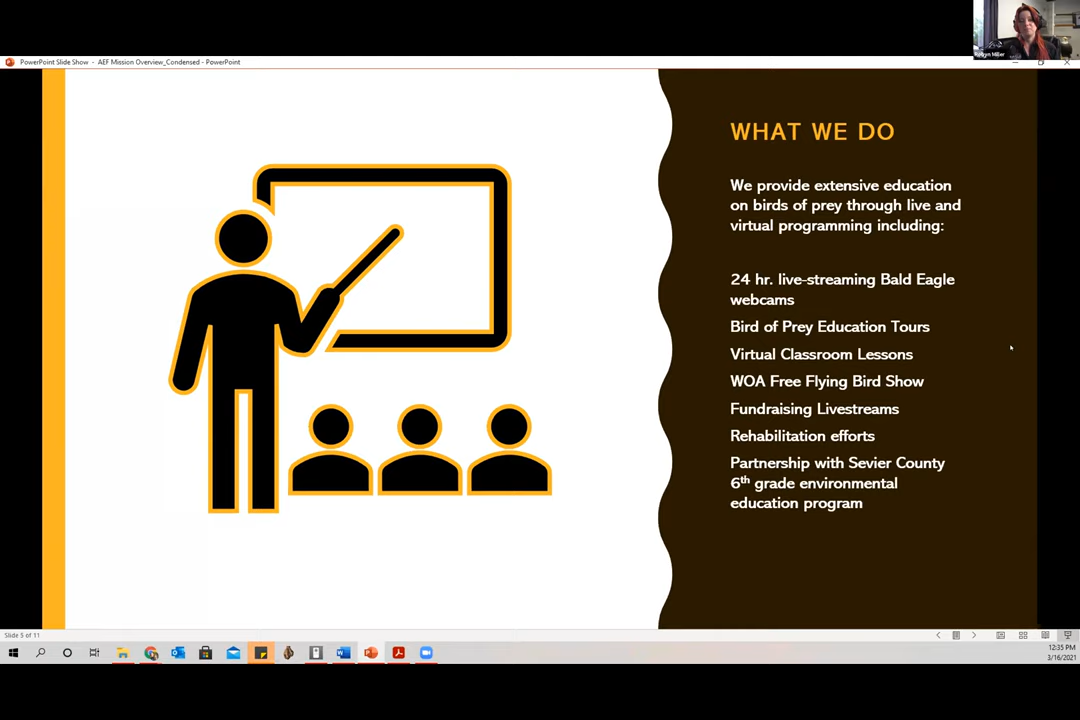 Robyn Miller
PowerPoint Slide Show - AEF Mission Overview_Condensed - PowerPoint
WHAT WE DO
We provide extensive education
on birds of prey through live and
virtual programming including:
24 hr. live-streaming Bald Eagle
webcams
Bird of Prey Education Tours
Virtual Classroom Lessons
WOA Free Flying Bird Show
Fundraising Livestreams
Rehabilitation efforts
Partnership with Sevier County
6th grade environmental
education program
Slide 5 of 11
12:35 PM
3/16/2021